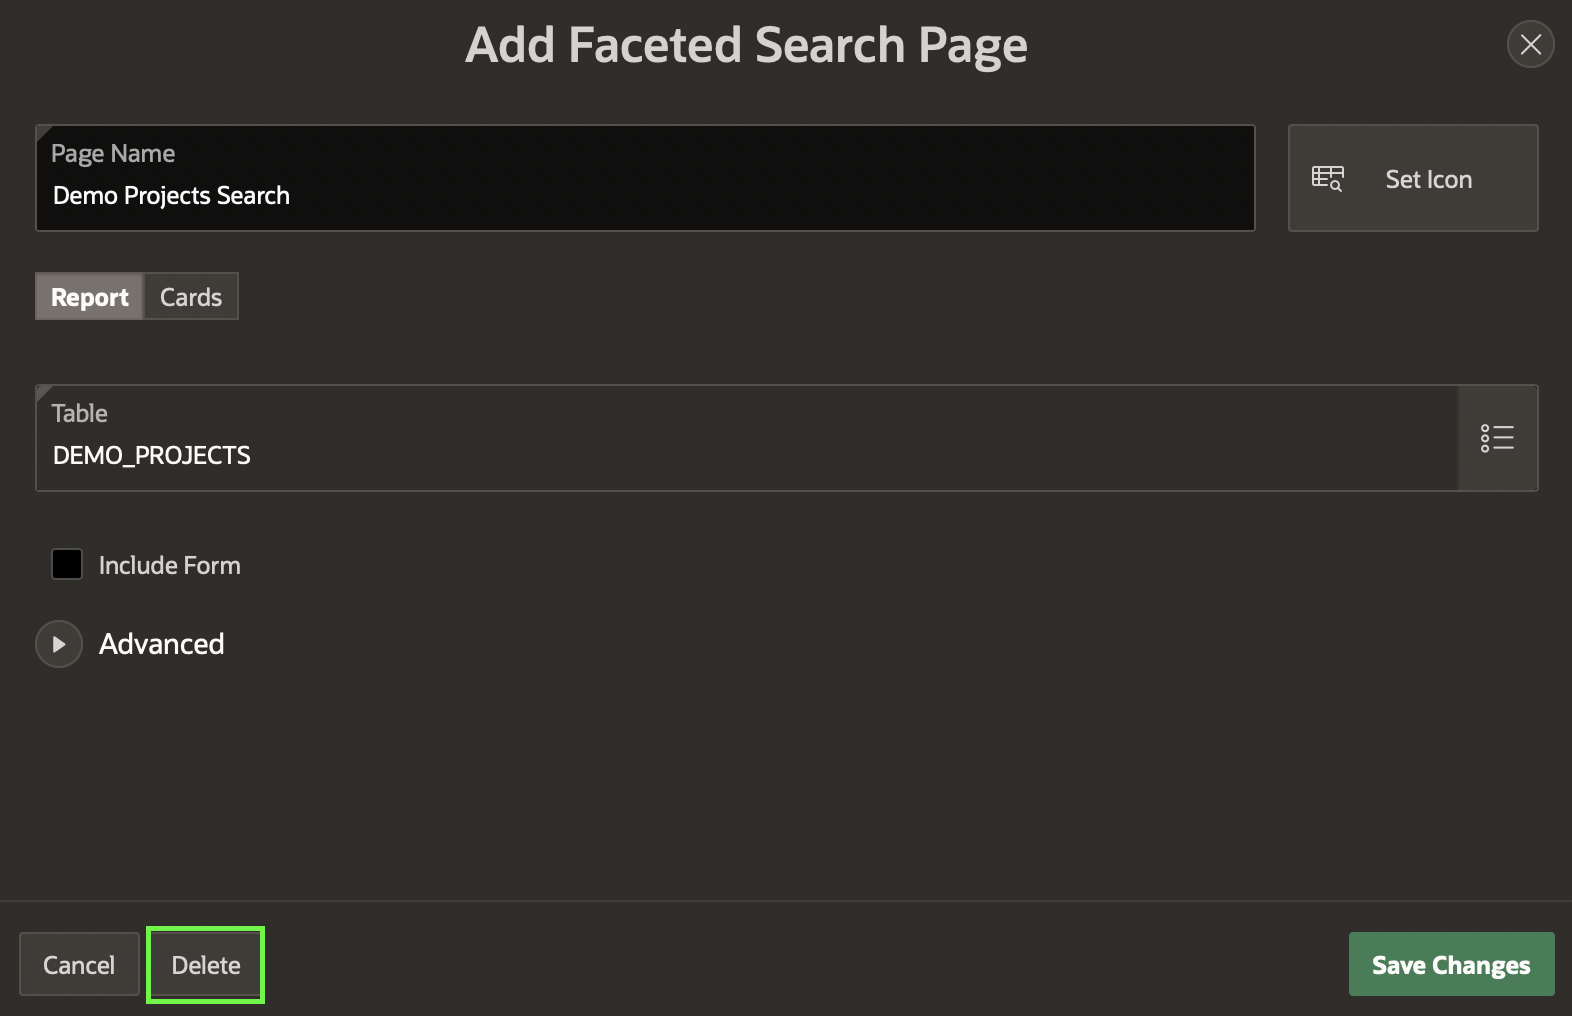 Add Faceted Search Page
Page Name
Demo Projects Search
Set Icon
Report Cards
Table
DEMO_PROJECTS
Include Form
Advanced
Cancel Delete Save Changes